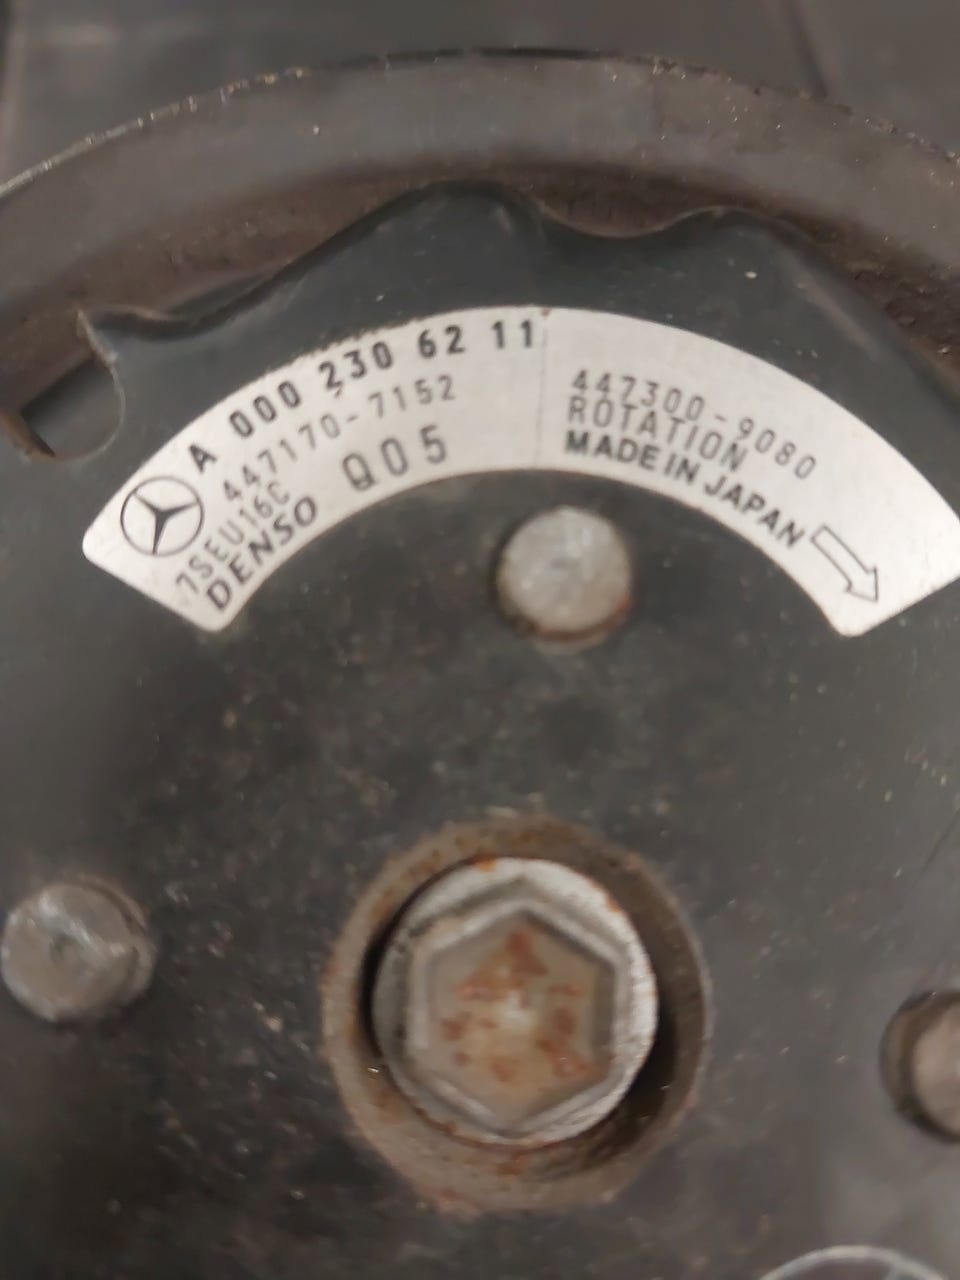 A 000 230 62 11
447170-7152
7SEU16C
DENSO Q05
447300-9080
ROTATION
MADE IN JAPAN